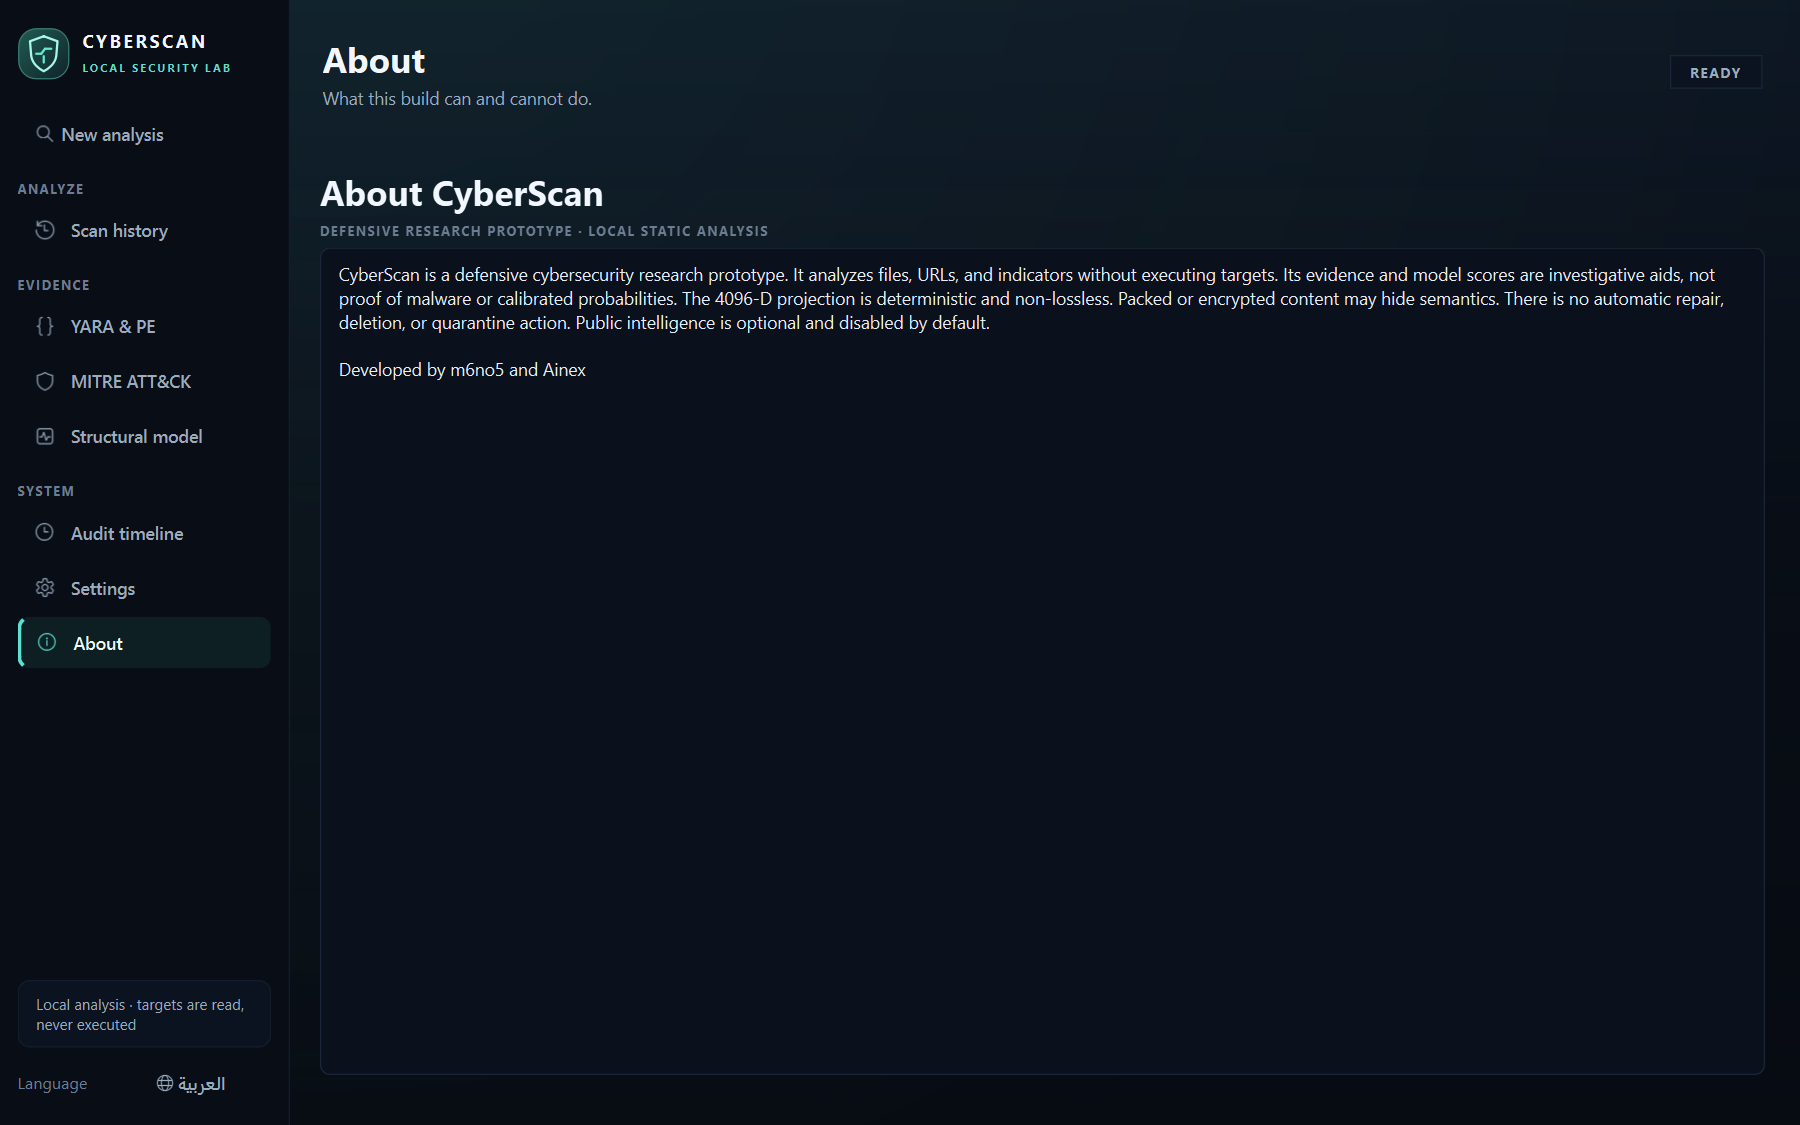 CYBERSCAN
LOCAL SECURITY LAB
New analysis
ANALYZE
Scan history
EVIDENCE
YARA & PE
MITRE ATT&CK
Structural model
SYSTEM
Audit timeline
Settings
About
Local analysis · targets are read,
never executed
Language
العربية
About
What this build can and cannot do.
READY
About CyberScan
DEFENSIVE RESEARCH PROTOTYPE · LOCAL STATIC ANALYSIS
CyberScan is a defensive cybersecurity research prototype. It analyzes files, URLs, and indicators without executing targets. Its evidence and model scores are investigative aids, not
proof of malware or calibrated probabilities. The 4096-D projection is deterministic and non-lossless. Packed or encrypted content may hide semantics. There is no automatic repair,
deletion, or quarantine action. Public intelligence is optional and disabled by default.
Developed by m6no5 and Ainex